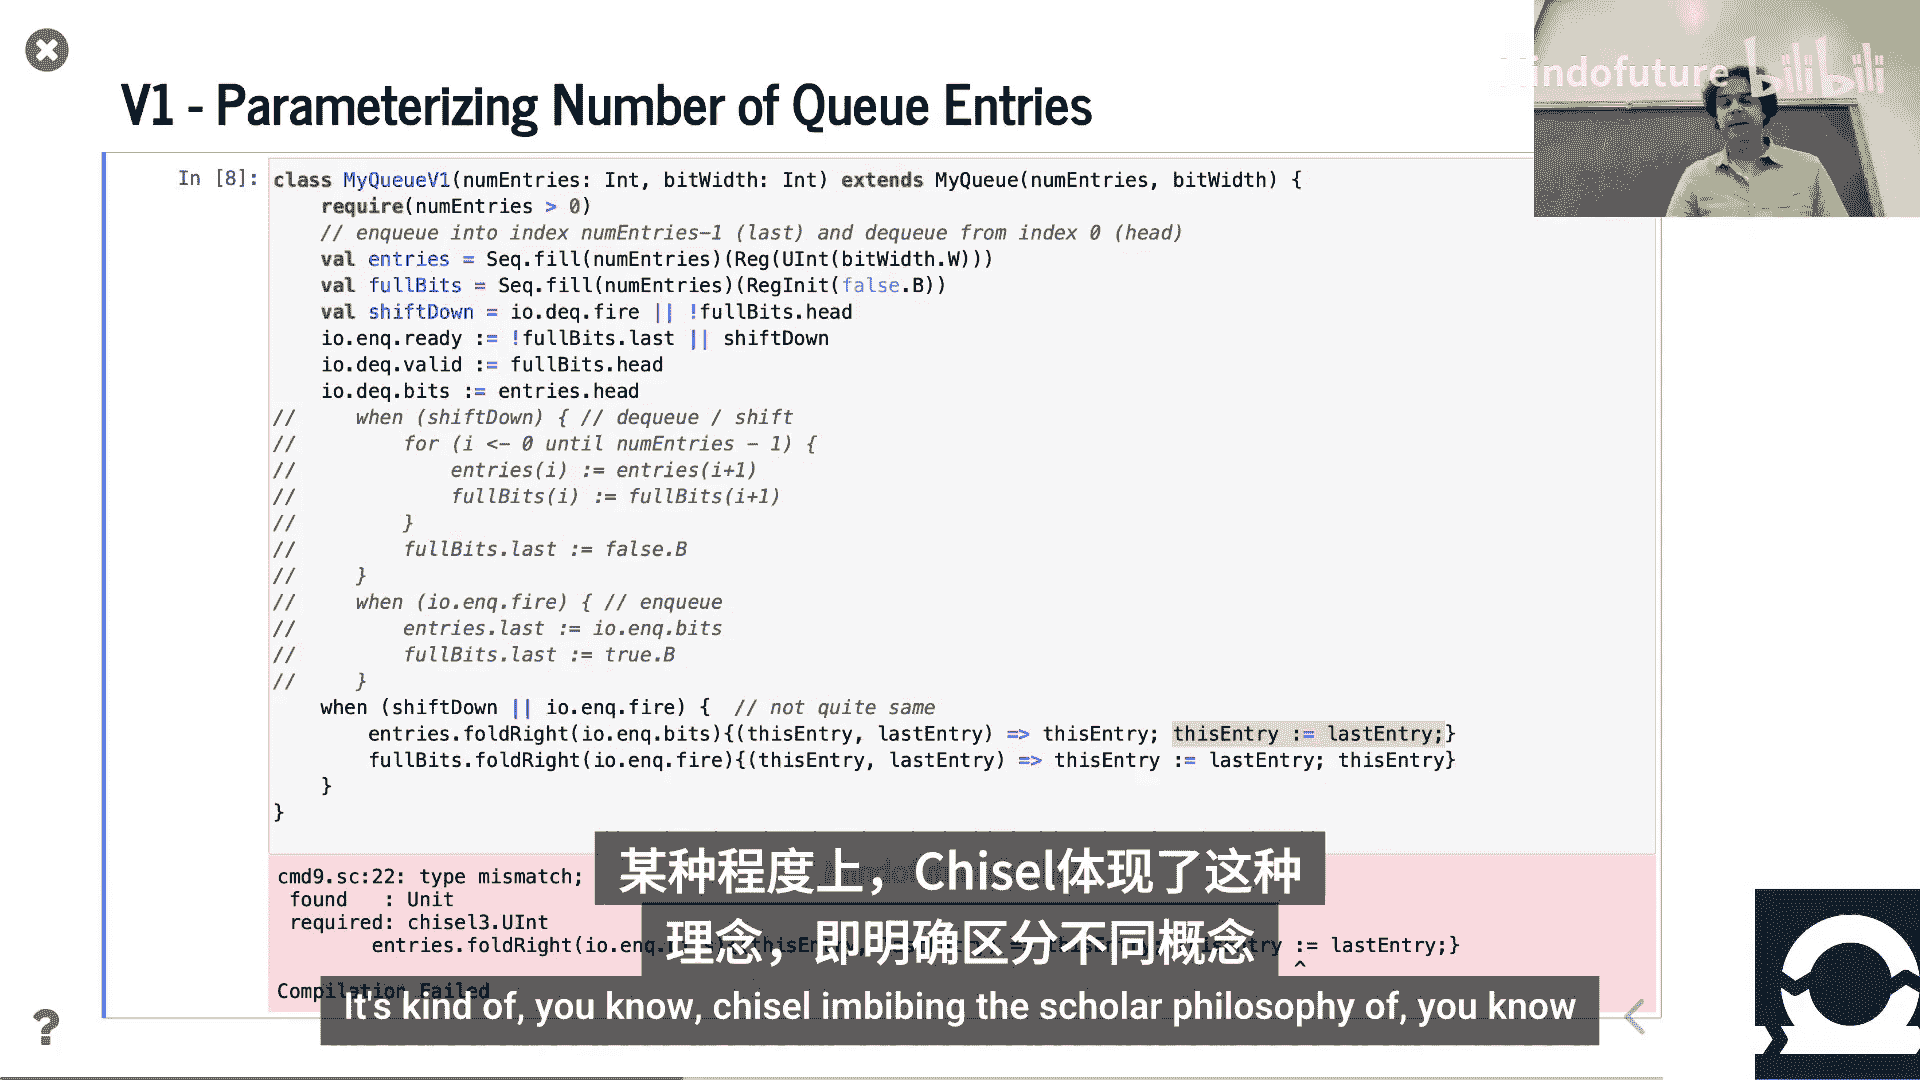 V1 - Parameterizing Number of Queue Entries
indofuture
bilibili
In [8]:
class MyQueueV1(numEntries: Int, bitWidth: Int) extends MyQueue(numEntries, bitWidth) {
require(numEntries > 0)
// enqueue into index numEntries-1 (last) and dequeue from index 0 (head)
val entries = Seq.fill(numEntries)(Reg(UInt(bitWidth.W)))
val fullBits = Seq.fill(numEntries)(RegInit(false.B))
val shiftDown = io.deq.fire || !fullBits.head
io.enq.ready := !fullBits.last || shiftDown
io.deq.valid := fullBits.head
io.deq.bits := entries.head
// when (shiftDown) { // dequeue / shift
// for (i <- 0 until numEntries - 1) {
// entries(i) := entries(i+1)
// fullBits(i) := fullBits(i+1)
// }
// fullBits.last := false.B
// }
// when (io.enq.fire) { // enqueue
// entries.last := io.enq.bits
// fullBits.last := true.B
// }
when (shiftDown || io.enq.fire) { // not quite same
entries.foldRight(io.enq.bits){(thisEntry, lastEntry) => thisEntry; thisEntry := lastEntry;}
fullBits.foldRight(io.enq.fire){(thisEntry, lastEntry) => thisEntry := lastEntry; thisEntry}
}
}
cmd9.sc:22: type mismatch;
found : Unit
required: chisel3.UInt
entries.foldRight(io.enq := lastEntry;}
^
Compilation Failed
某种程度上，Chisel体现了这种
理念，即明确区分不同概念
It's kind of, you know, chisel imbibing the scholar philosophy of, you know
?